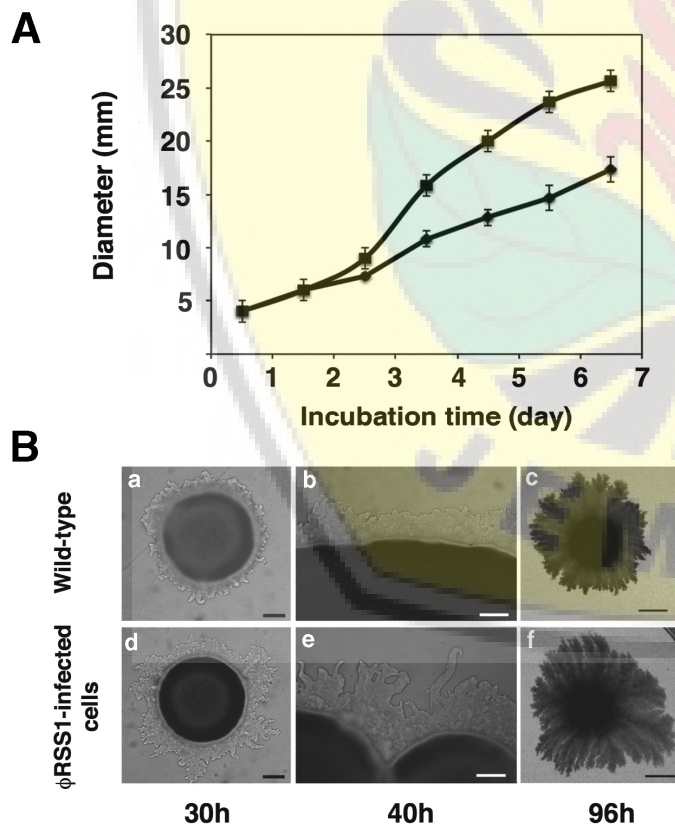 A
30
25
20
15
10
5
Diameter (mm)
0 1 2 3 4 5 6 7
Incubation time (day)
B
Wild-type
a b c
φRSS1-infected
cells
d e f
30h 40h 96h